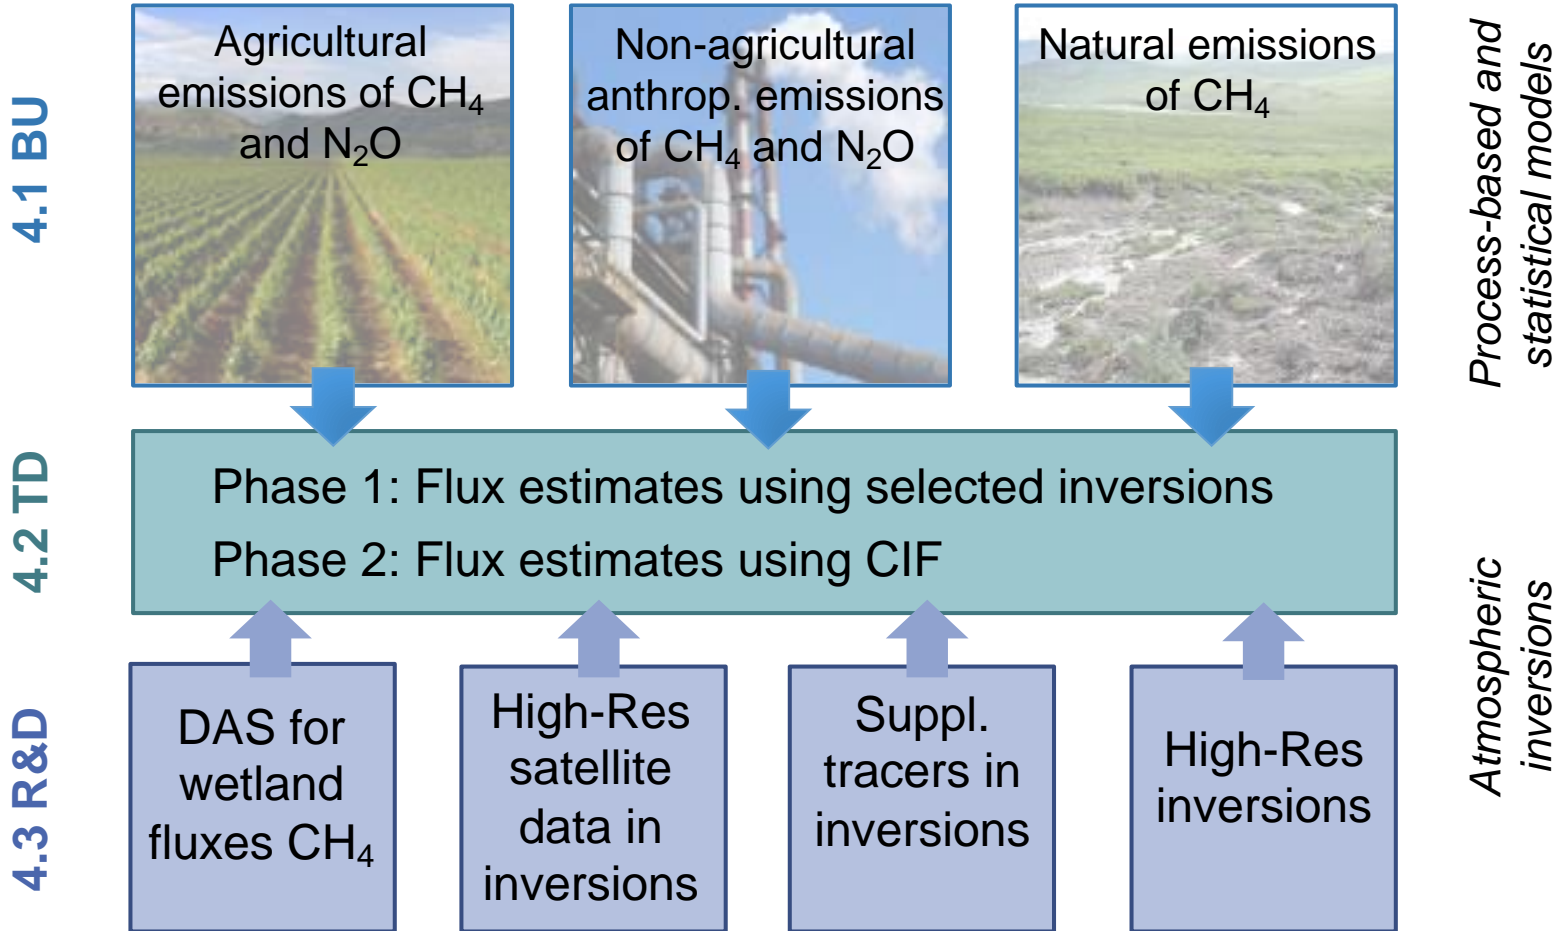 4.1 BU
Agricultural
emissions of CH₄
and N₂O
Non-agricultural
anthrop. emissions
of CH₄ and N₂O
Natural emissions
of CH₄
Process-based and
statistical models
4.2 TD
Phase 1: Flux estimates using selected inversions
Phase 2: Flux estimates using CIF
Atmospheric
inversions
4.3 R&D
DAS for
wetland
fluxes CH₄
High-Res
satellite
data in
inversions
Suppl.
tracers in
inversions
High-Res
inversions